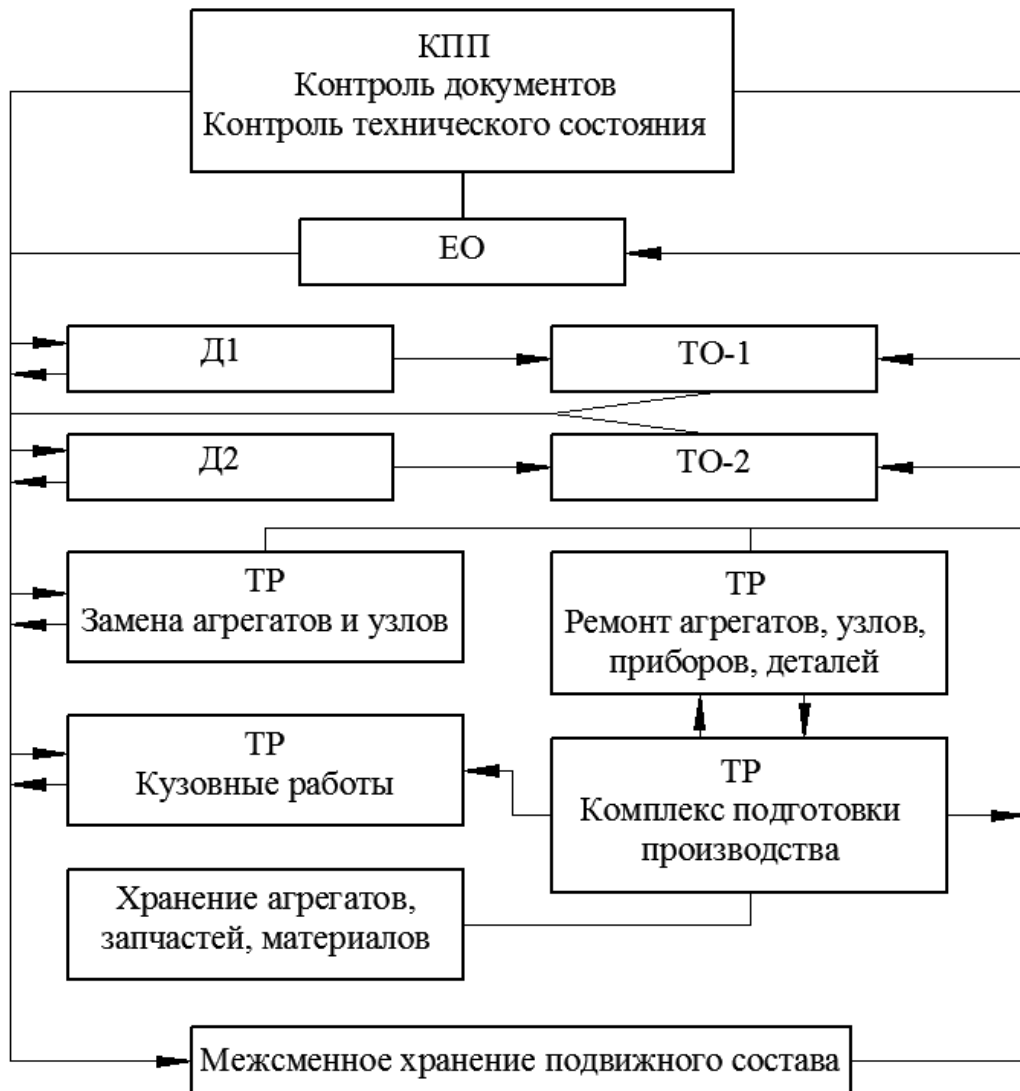 КПП
Контроль документов
Контроль технического состояния
ЕО
Д1
ТО-1
Д2
ТО-2
ТР
Замена агрегатов и узлов
ТР
Ремонт агрегатов, узлов,
приборов, деталей
ТР
Кузовные работы
ТР
Комплекс подготовки
производства
Хранение агрегатов,
запчастей, материалов
Межсменное хранение подвижного состава